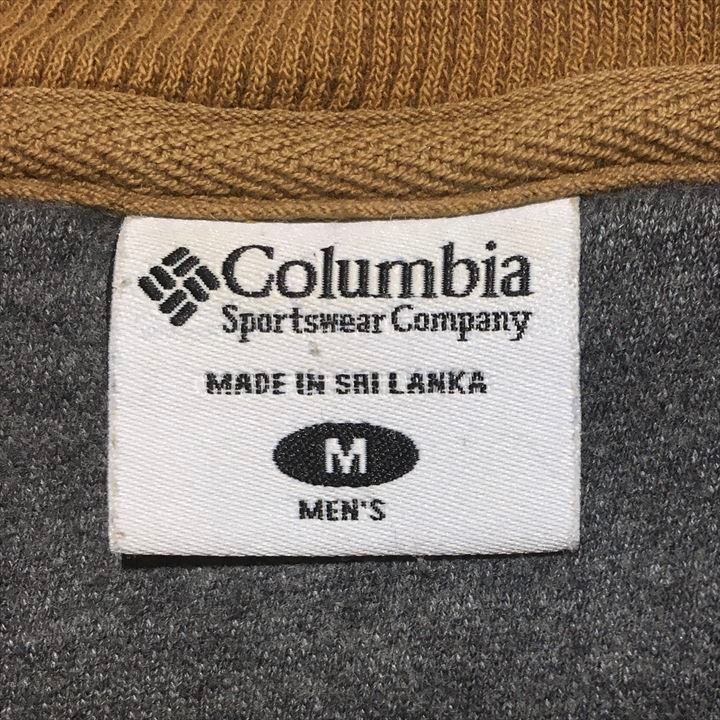 Columbia
Sportswear Company
MADE IN SRI LANKA
M
MEN'S